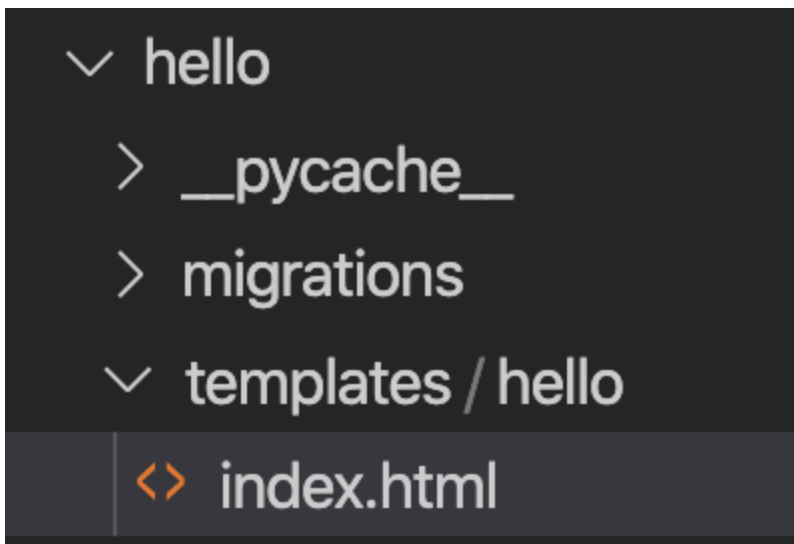 hello
__pycache__
migrations
templates / hello
index.html